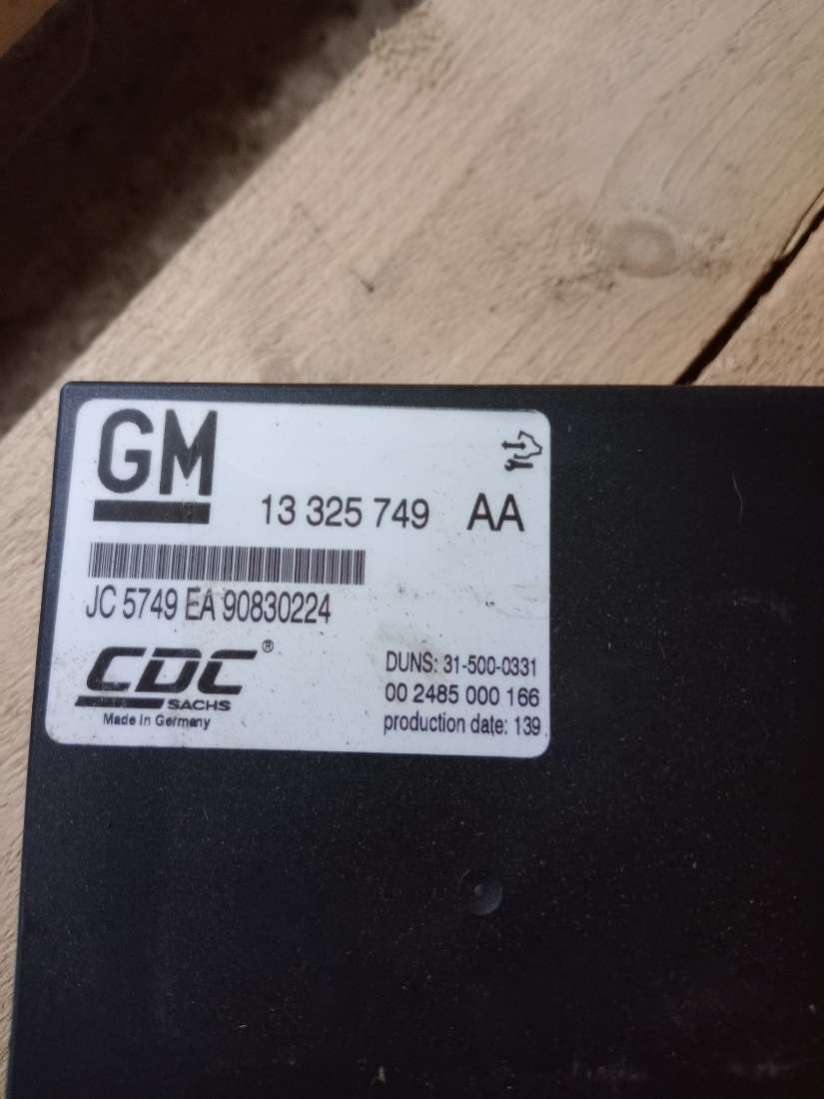 GM
13 325 749 AA
JC 5749 EA 90830224
CDC®
SACHS
Made in Germany
DUNS: 31-500-0331
00 2485 000 166
production date: 139